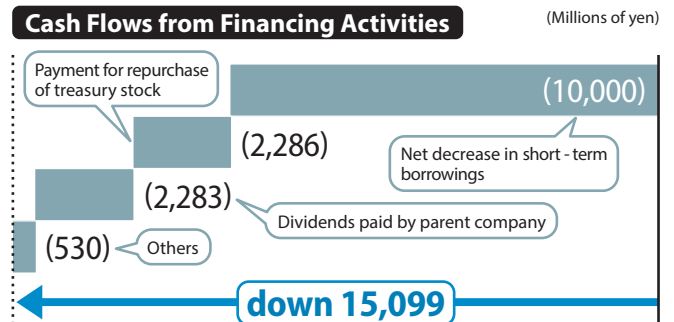 Cash Flows from Financing Activities
(Millions of yen)
Payment for repurchase
of treasury stock
(10,000)
(2,286)
Net decrease in short - term
borrowings
(2,283)
Dividends paid by parent company
(530)
Others
down 15,099